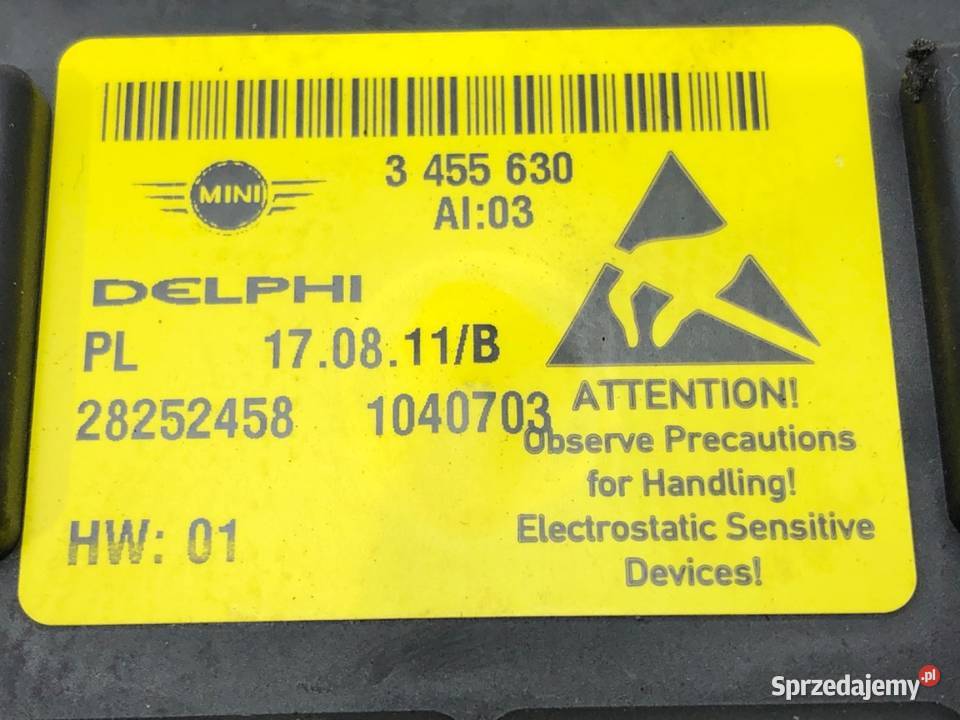 3 455 630
MINI
AI:03
DELPHI
PL 17.08.11/B
28252458 1040703
HW: 01
ATTENTION!
Observe Precautions
for Handling!
Electrostatic Sensitive
Devices!
Sprzedajemy.pl